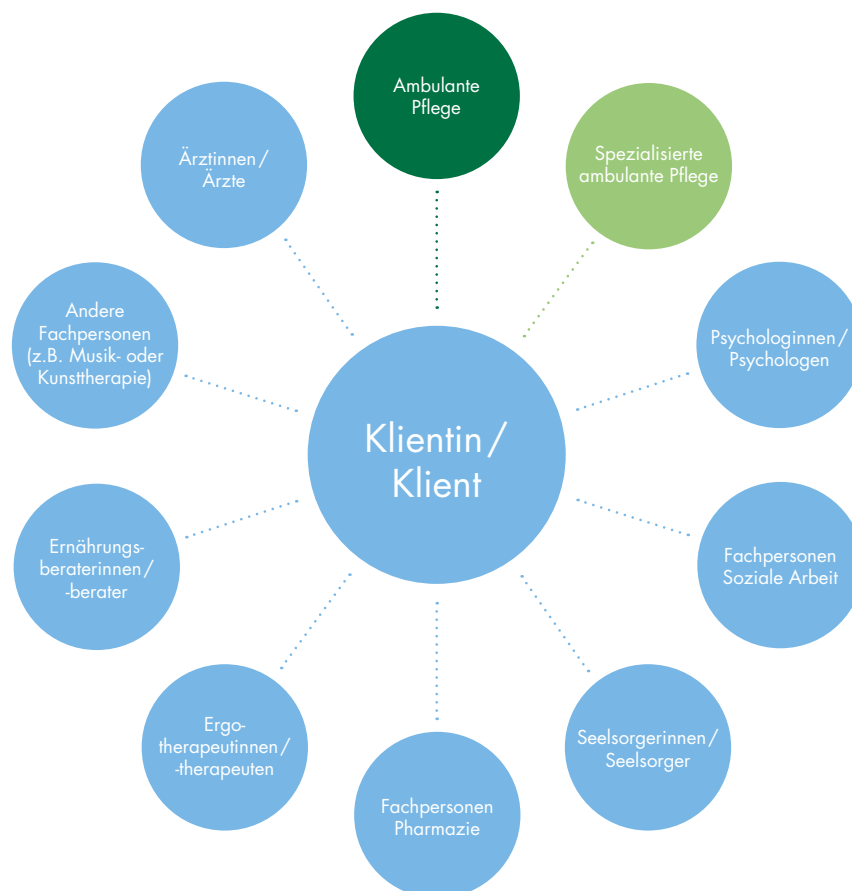 Ambulante
Pflege
Spezialisierte
ambulante Pflege
Psychologinnen /
Psychologen
Fachpersonen
Soziale Arbeit
Seelsorgerinnen /
Seelsorger
Fachpersonen
Pharmazie
Ergo-
therapeutinnen /
-therapeuten
Ernährungs-
beraterinnen /
-berater
Andere
Fachpersonen
(z.B. Musik- oder
Kunsttherapie)
Ärztinnen /
Ärzte
Klientin /
Klient